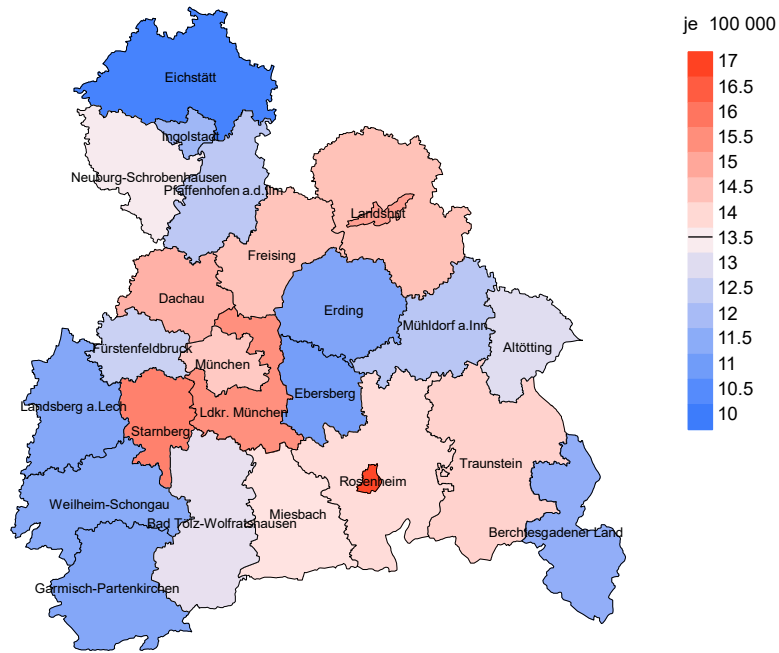 je 100 000
17
16.5
16
15.5
15
14.5
14
13.5
13
12.5
12
11.5
11
10.5
10
Eichstätt
Ingolstadt
Neuburg-Schrobenhausen
Pfaffenhofen a.d.Ilm
Landshut
Freising
Dachau
Erding
Mühldorf a.Inn
Altötting
Fürstenfeldbruck
München
Ebersberg
Landsberg a.Lech
Ldkr. München
Starnberg
Traunstein
Rosenheim
Weilheim-Schongau
Miesbach
Bad Tölz-Wolfratshausen
Berchtesgadener Land
Garmisch-Partenkirchen